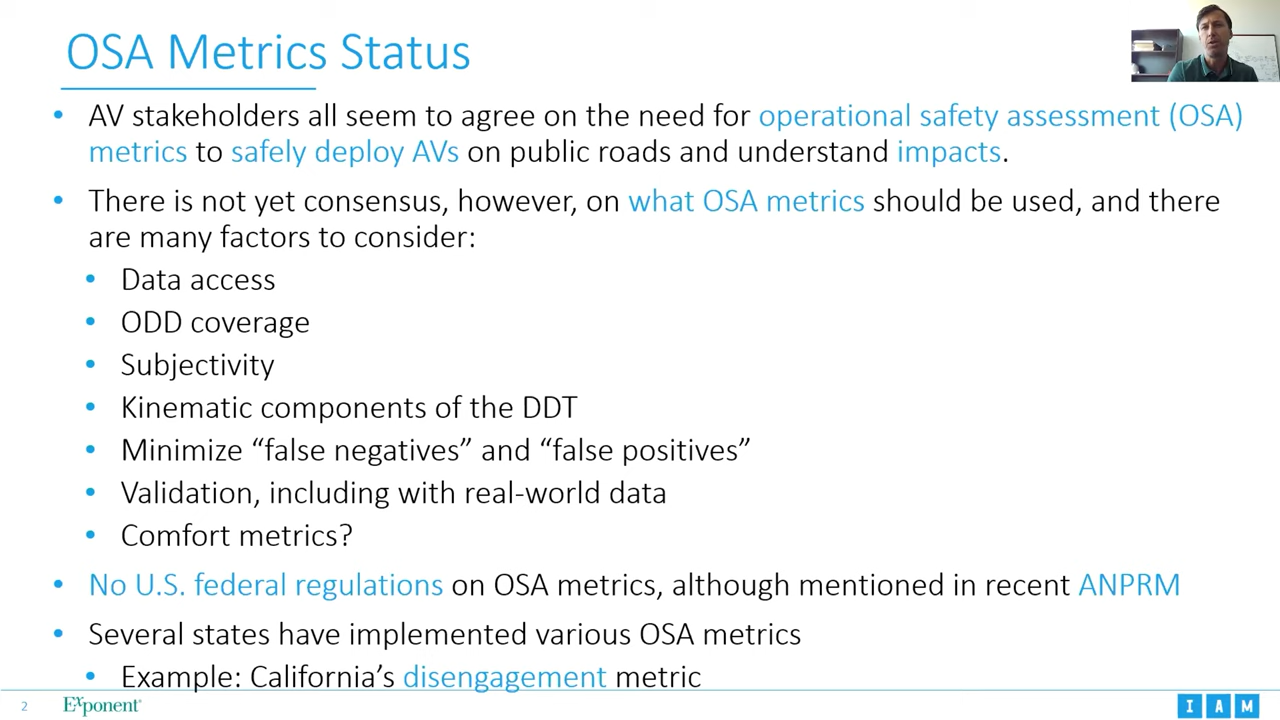 OSA Metrics Status
• AV stakeholders all seem to agree on the need for operational safety assessment (OSA)
metrics to safely deploy AVs on public roads and understand impacts.
• There is not yet consensus, however, on what OSA metrics should be used, and there
are many factors to consider:
• Data access
• ODD coverage
• Subjectivity
• Kinematic components of the DDT
• Minimize “false negatives” and “false positives”
• Validation, including with real-world data
• Comfort metrics?
• No U.S. federal regulations on OSA metrics, although mentioned in recent ANPRM
• Several states have implemented various OSA metrics
• Example: California’s disengagement metric
2 Exponent® I A M